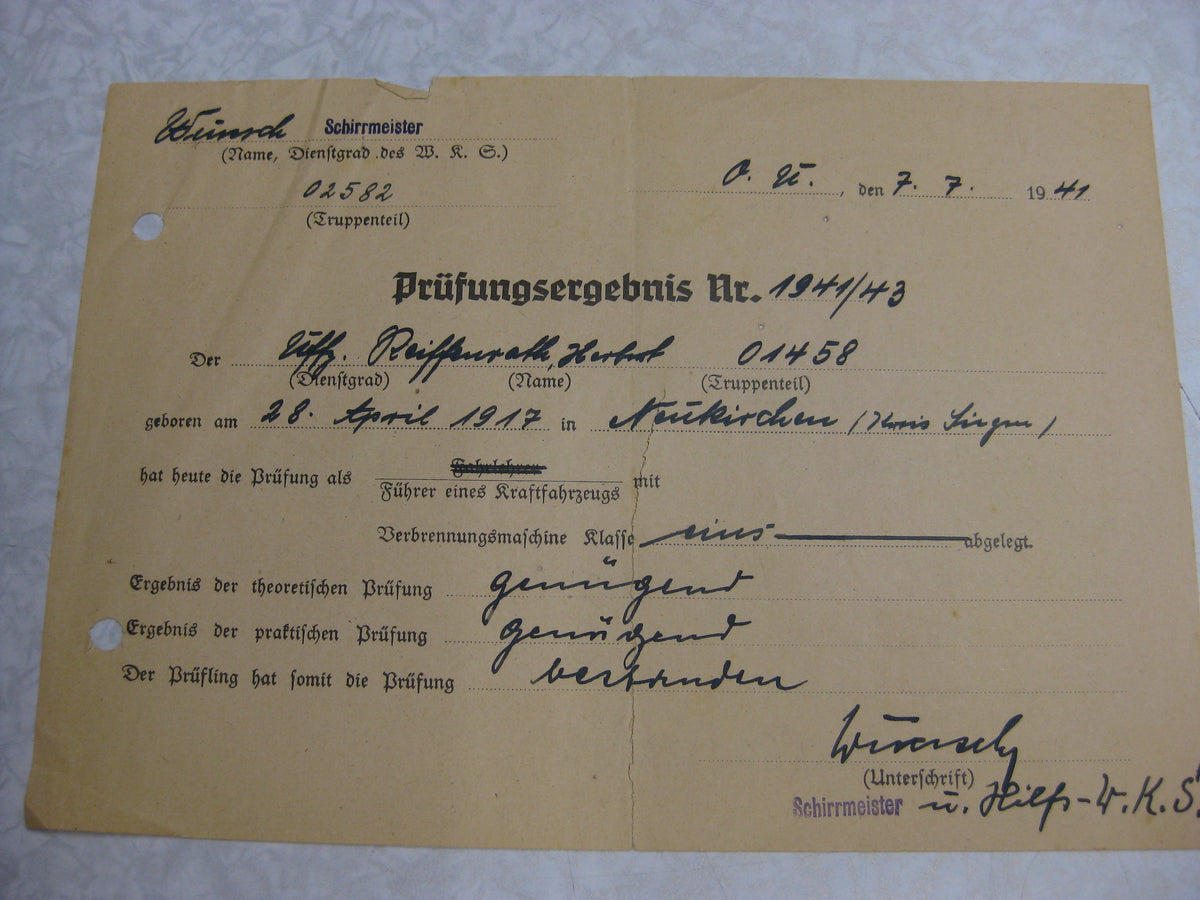 Wünsch Schirrmeister
(Name, Dienstgrad des W. K. S.)
O. U. , den 7. 7. 1941
02582
(Truppenteil)
Prüfungsergebnis Nr. 1941/43
Der Uffz. Reiffenrath, Herbert 01458
(Dienstgrad) (Name) (Truppenteil)
geboren am 28. April 1917 in Neukirchen (Kreis Siegen)
Fahrlehrer
hat heute die Prüfung als mit
Führer eines Kraftfahrzeugs
Verbrennungsmaschine Klasse eins abgelegt.
Ergebnis der theoretischen Prüfung genügend
Ergebnis der praktischen Prüfung genügend
Der Prüfling hat somit die Prüfung bestanden
Wünsch
(Unterschrift)
Schirrmeister u. Hilfs-W.K.S.